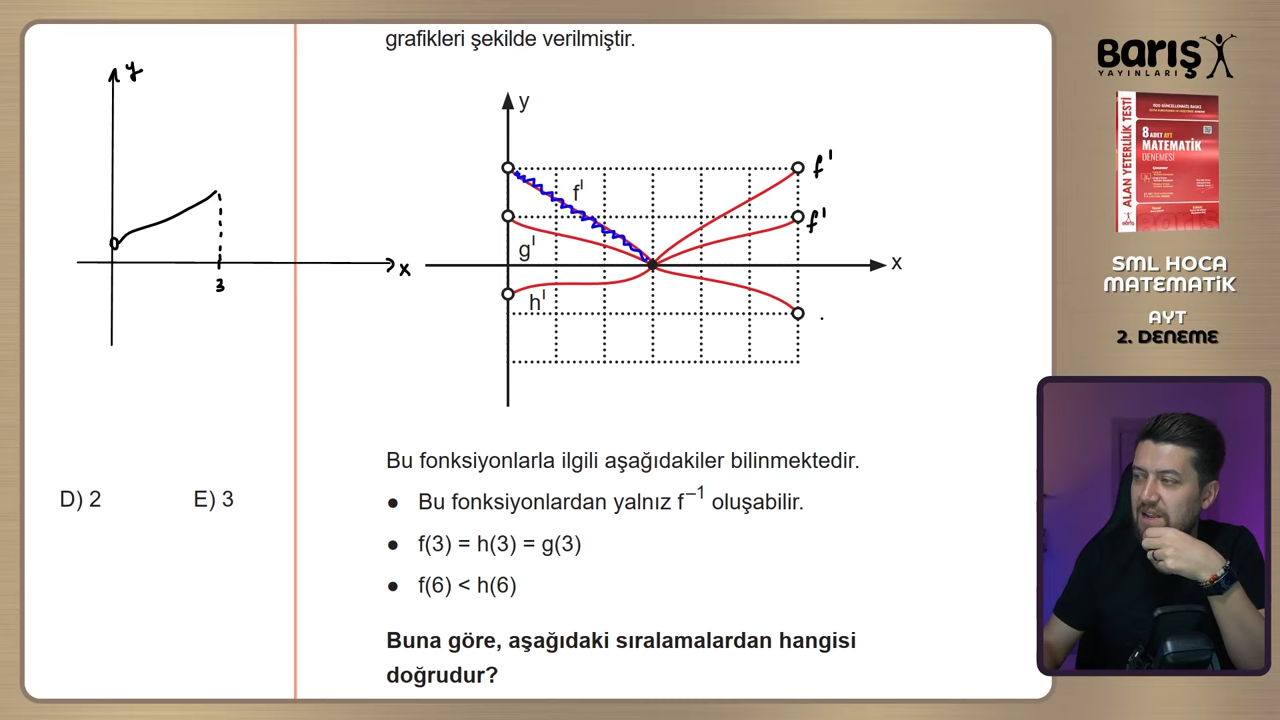 grafikleri şekilde verilmiştir.
y
x
3
D) 2
E) 3
y
x
f'
g'
h'
f'
f'
Bu fonksiyonlarla ilgili aşağıdakiler bilinmektedir.
● Bu fonksiyonlardan yalnız f⁻¹ oluşabilir.
● f(3) = h(3) = g(3)
● f(6) < h(6)
Buna göre, aşağıdaki sıralamalardan hangisi
doğrudur?
Barış
YAYINLARI
ALAN YETERLİLİK TESTİ
8 ADET AYT
MATEMATİK
DENEMESİ
SML HOCA
MATEMATİK
AYT
2. DENEME